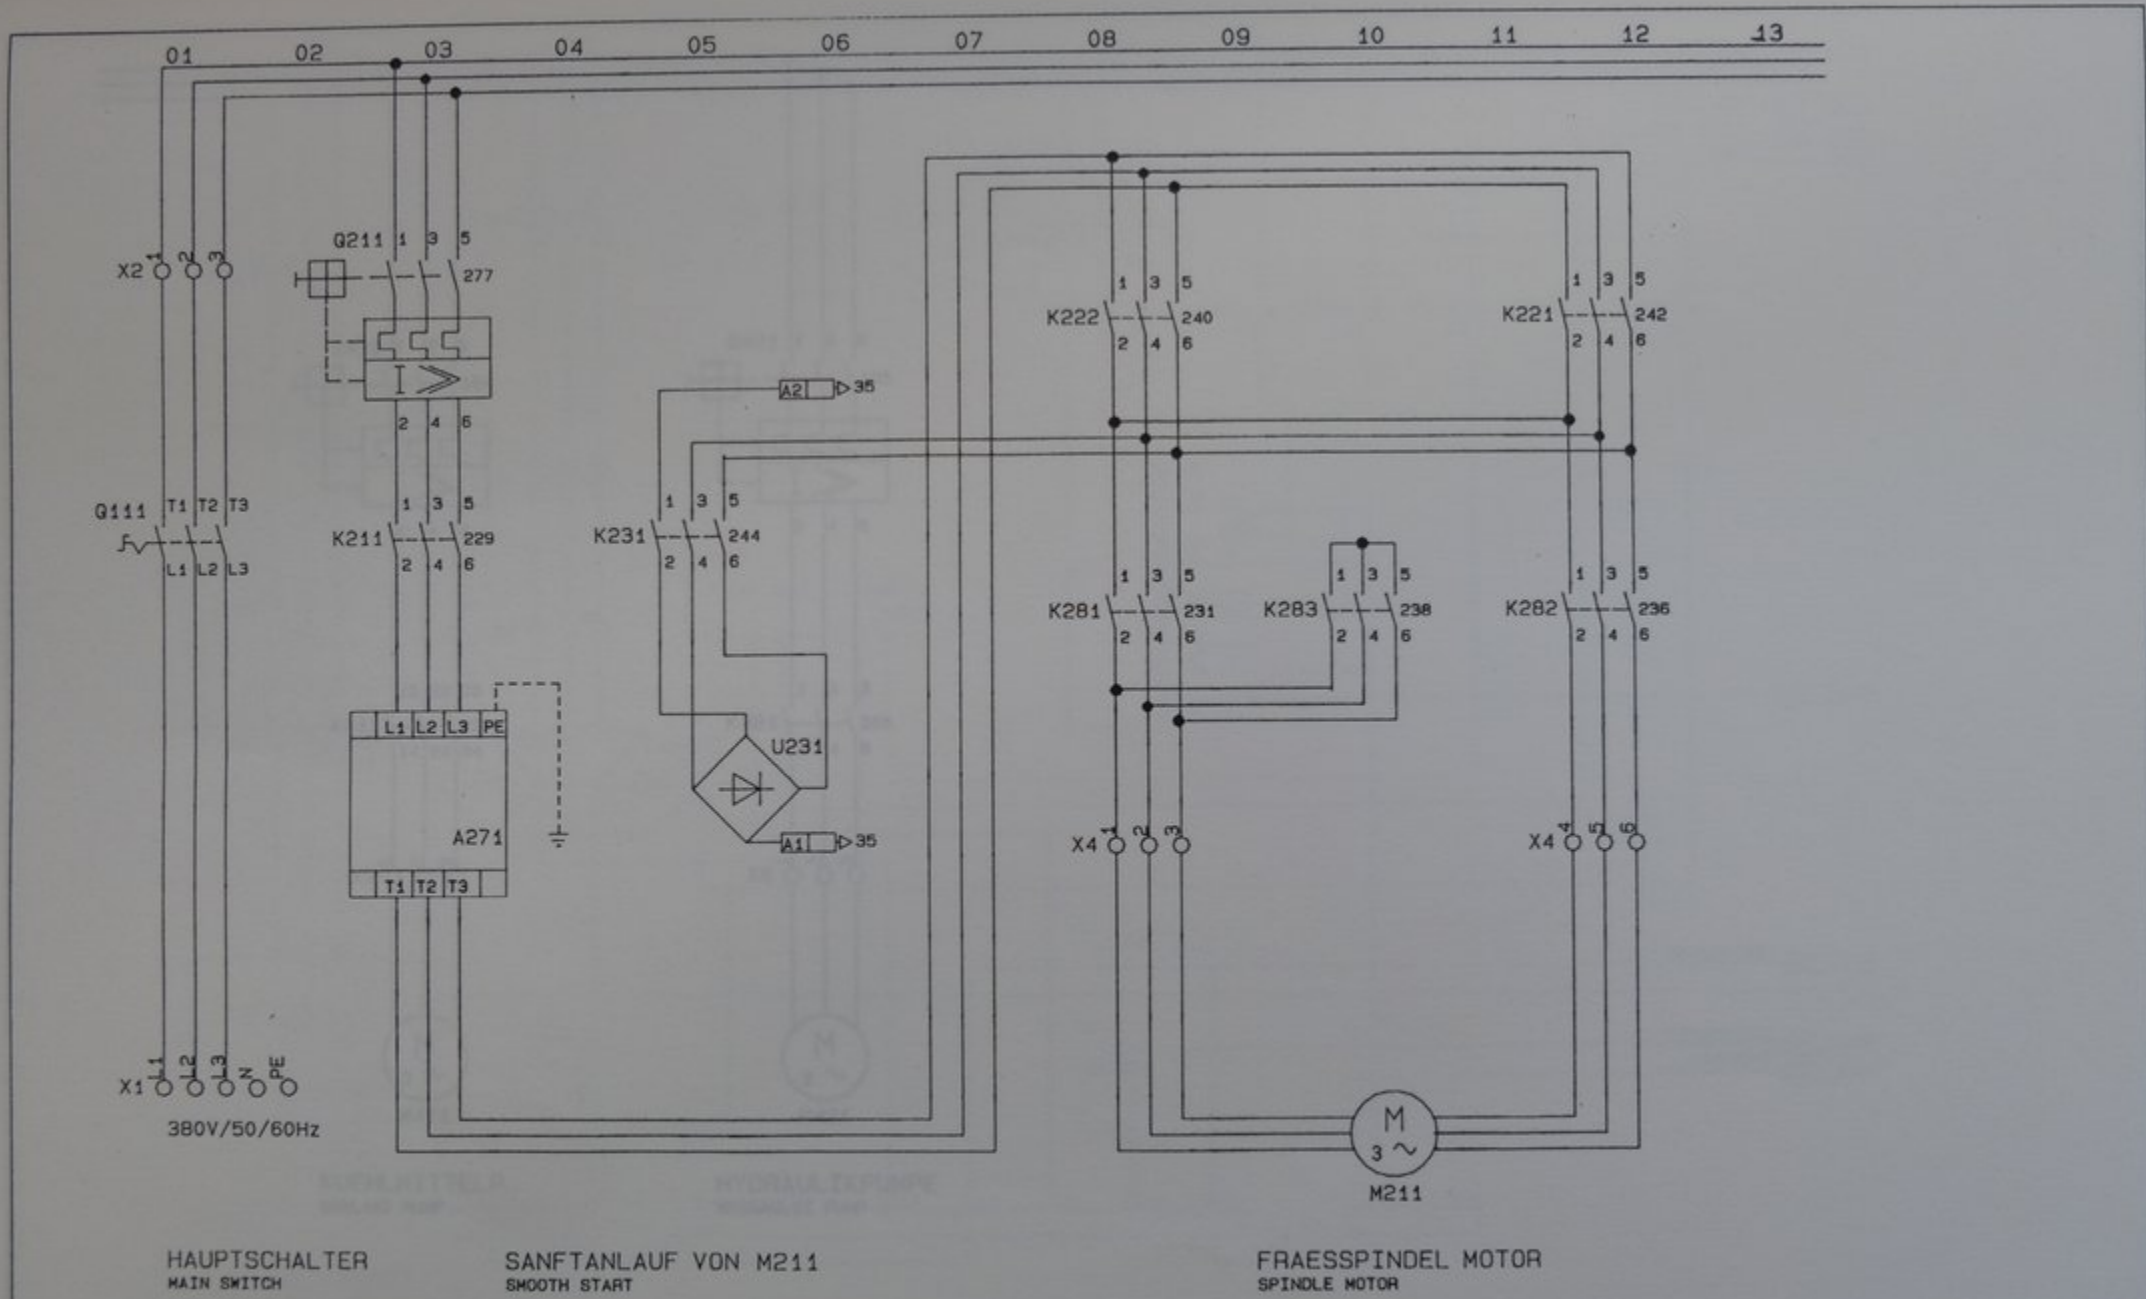 01 02 03 04 05 06 07 08 09 10 11 12 13
Q211 1 3 5
277
X2 1 2 3
1 3 5
K222 240
2 4 6
1 3 5
K221 242
2 4 6
I >>
2 4 6
A2 35
Q111 T1 T2 T3
L1 L2 L3
1 3 5
K211 229
2 4 6
1 3 5
K231 244
2 4 6
1 3 5
K281 231
2 4 6
1 3 5
K283 238
2 4 6
1 3 5
K282 236
2 4 6
L1 L2 L3 PE
A271
T1 T2 T3
U231
A1 35
X4 1 2 3
X4 4 5 6
X1 L1 L2 L3 N PE
380V/50/60Hz
M
3 ~
M211
HAUPTSCHALTER
MAIN SWITCH
SANFTANLAUF VON M211
SMOOTH START
FRAESSPINDEL MOTOR
SPINDLE MOTOR